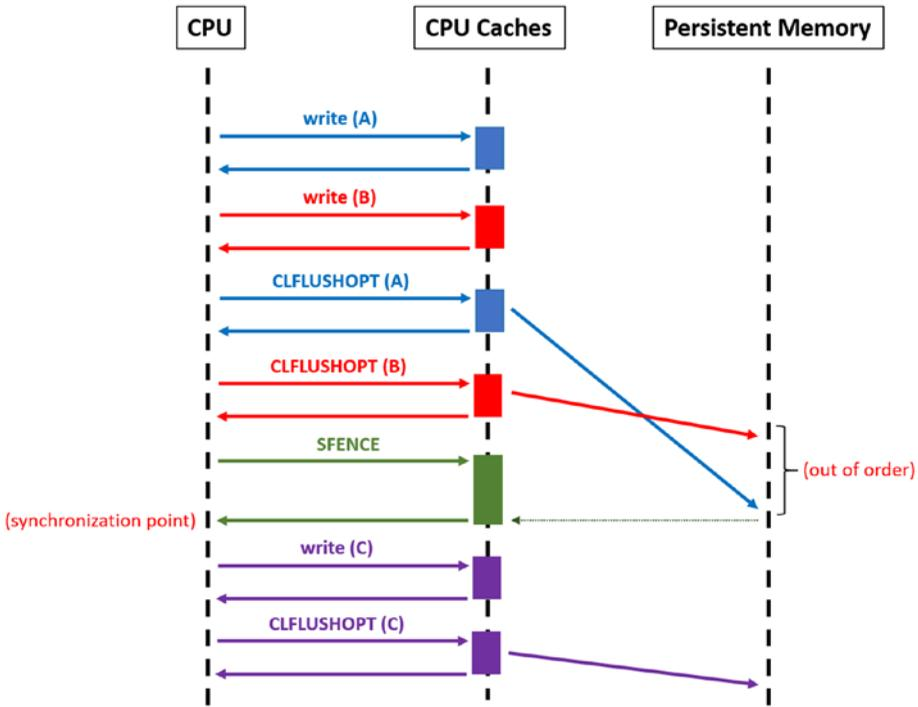 CPU
CPU Caches
Persistent Memory
write (A)
write (B)
CLFLUSHOPT (A)
CLFLUSHOPT (B)
SFENCE
(out of order)
(synchronization point)
write (C)
CLFLUSHOPT (C)